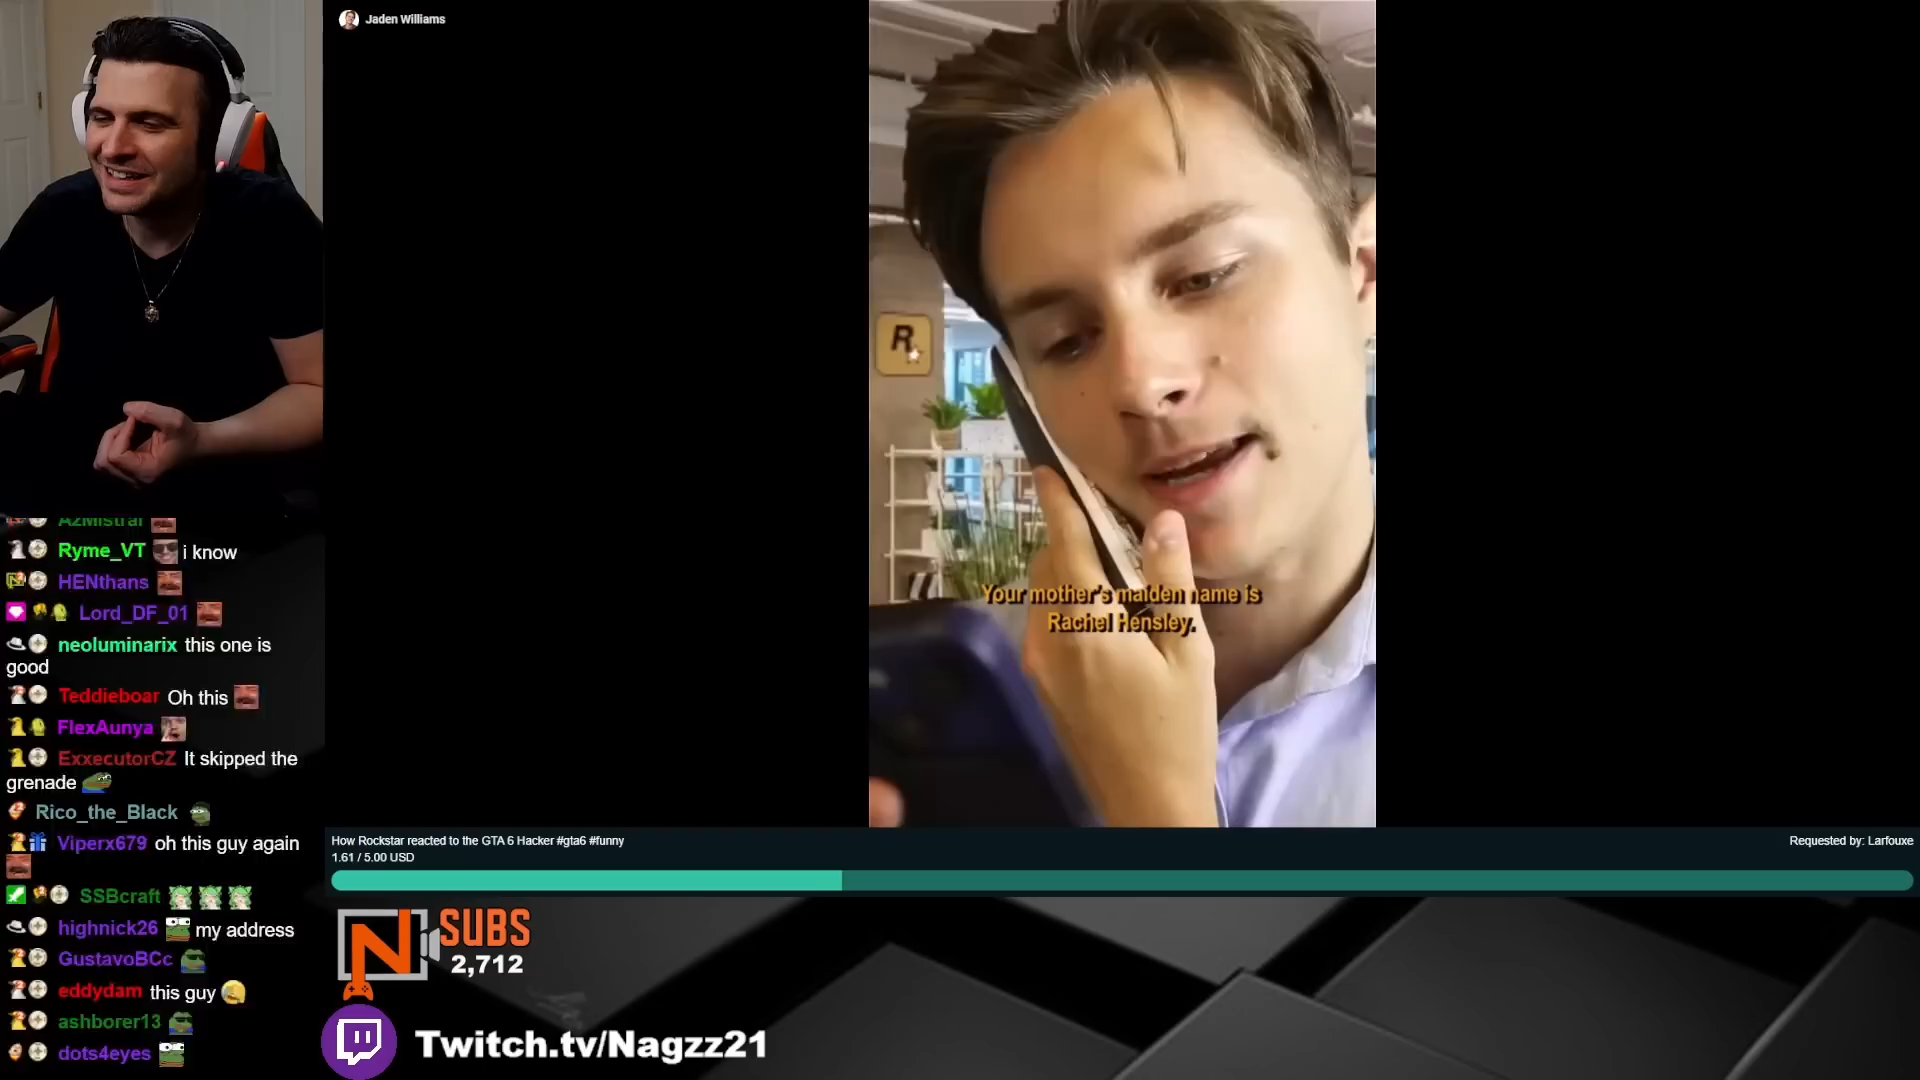 Jaden Williams
R
Your mother's maiden name is
Rachel Hensley.
AzMistral
Ryme_VT i know
HENthans
Lord_DF_01
neoluminarix this one is
good
Teddieboar Oh this
FlexAunya
ExxecutorCZ It skipped the
grenade
Rico_the_Black
Viperx679 oh this guy again
SSBcraft
highnick26 my address
GustavoBCc
eddydam this guy
ashborer13
dots4eyes
How Rockstar reacted to the GTA 6 Hacker #gta6 #funny
Requested by: Larfouxe
1.61 / 5.00 USD
N
SUBS
2,712
Twitch.tv/Nagzz21